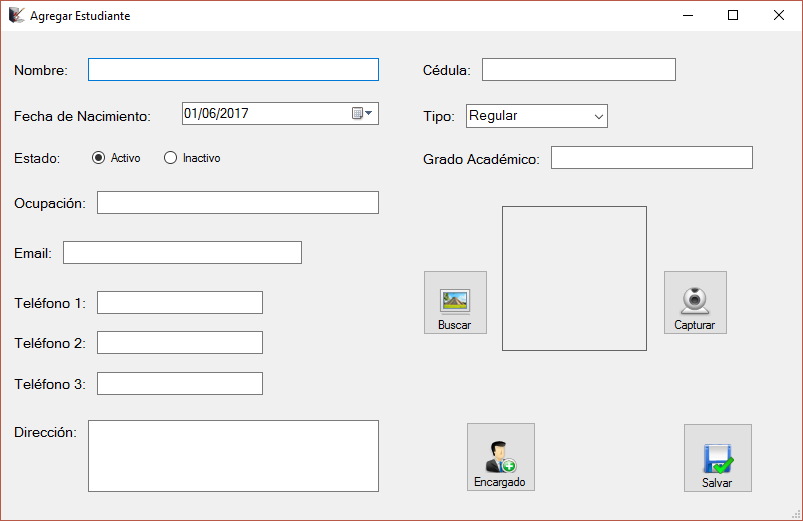 Agregar Estudiante
Nombre:
Cédula:
Fecha de Nacimiento: 01/06/2017
Tipo: Regular
Estado: Activo Inactivo
Grado Académico:
Ocupación:
Email:
Teléfono 1:
Buscar
Capturar
Teléfono 2:
Teléfono 3:
Dirección:
Encargado
Salvar